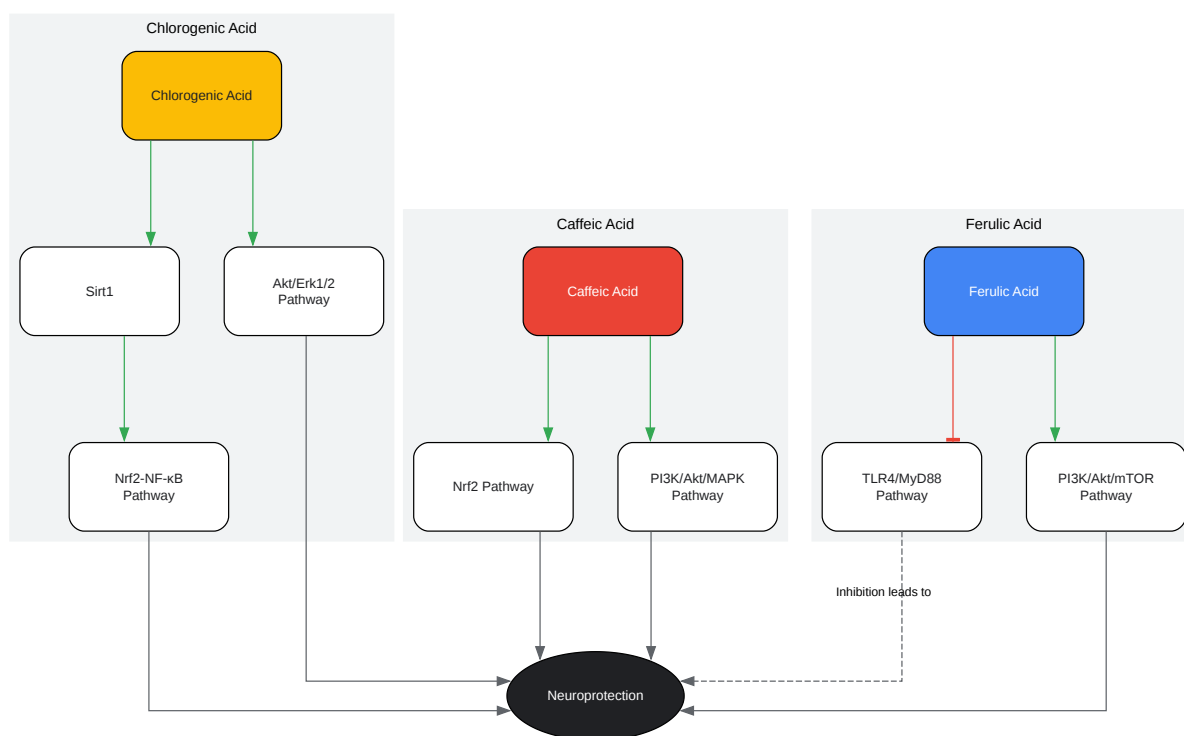 Chlorogenic Acid
Chlorogenic Acid
Sirt1
Akt/Erk1/2
Pathway
Nrf2-NF-κB
Pathway
Caffeic Acid
Caffeic Acid
Nrf2 Pathway
PI3K/Akt/MAPK
Pathway
Ferulic Acid
Ferulic Acid
TLR4/MyD88
Pathway
PI3K/Akt/mTOR
Pathway
Inhibition leads to
Neuroprotection